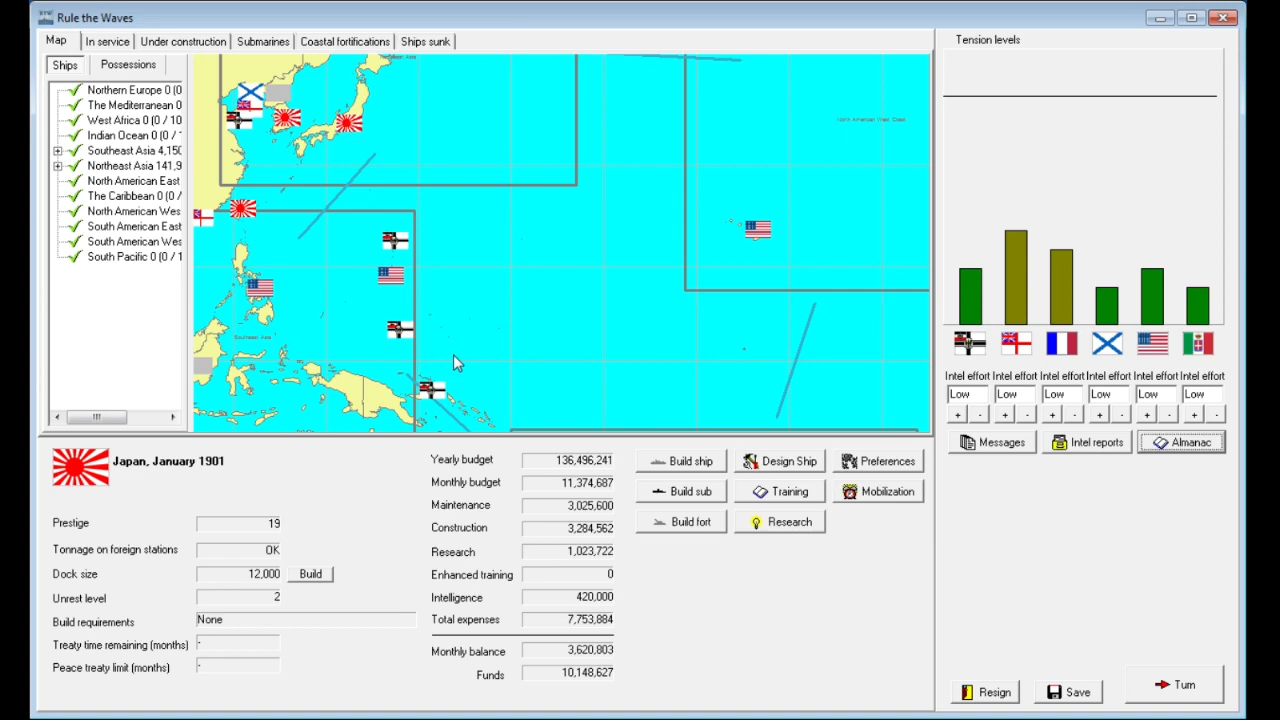 Rule the Waves
Map In service Under construction Submarines Coastal fortifications Ships sunk
Ships Possessions
Northern Europe 0 (0
The Mediterranean 0
West Africa 0 (0 / 10
Indian Ocean 0 (0 / 1
Southeast Asia 4,150
Northeast Asia 141,9
North American East
The Caribbean 0 (0 /
North American Wes
South American East
South American Wes
South Pacific 0 (0 / 1
North American West Coast
Southeast Asia
Tension levels
Intel effort Intel effort Intel effort Intel effort Intel effort Intel effort
Low Low Low Low Low Low
+ - + - + - + - + - + -
Messages Intel reports Almanac
Japan, January 1901
Prestige 19
Tonnage on foreign stations OK
Dock size 12,000 Build
Unrest level 2
Build requirements None
Treaty time remaining (months) -
Peace treaty limit (months) -
Yearly budget 136,496,241
Monthly budget 11,374,687
Maintenance 3,025,600
Construction 3,284,562
Research 1,023,722
Enhanced training 0
Intelligence 420,000
Total expenses 7,753,884
Monthly balance 3,620,803
Funds 10,148,627
Build ship Design Ship Preferences
Build sub Training Mobilization
Build fort Research
Resign Save Turn